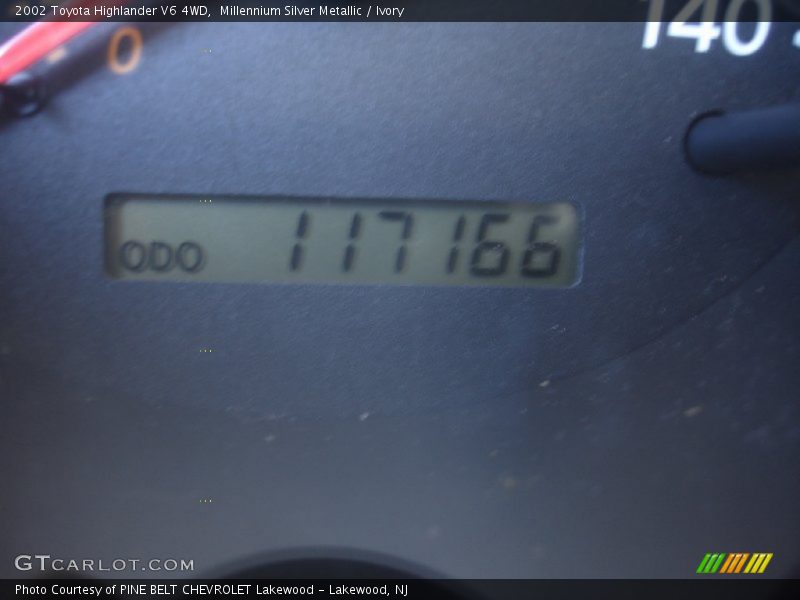 2002 Toyota Highlander V6 4WD,  Millennium Silver Metallic / Ivory
0
140
ODO 117166
GTCARLOT.COM
Photo Courtesy of PINE BELT CHEVROLET Lakewood - Lakewood, NJ